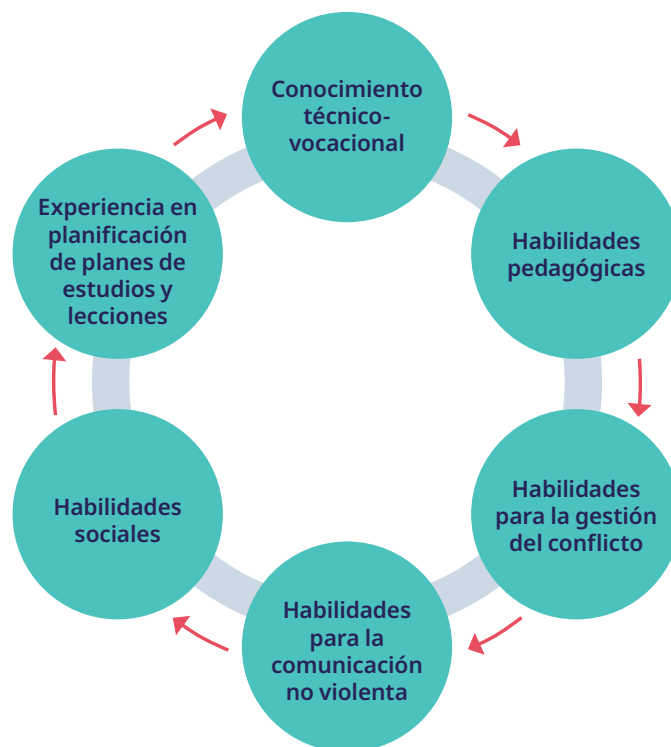 Conocimiento
técnico-
vocacional
Habilidades
pedagógicas
Habilidades
para la gestión
del conflicto
Habilidades
para la
comunicación
no violenta
Habilidades
sociales
Experiencia en
planificación
de planes de
estudios y
lecciones